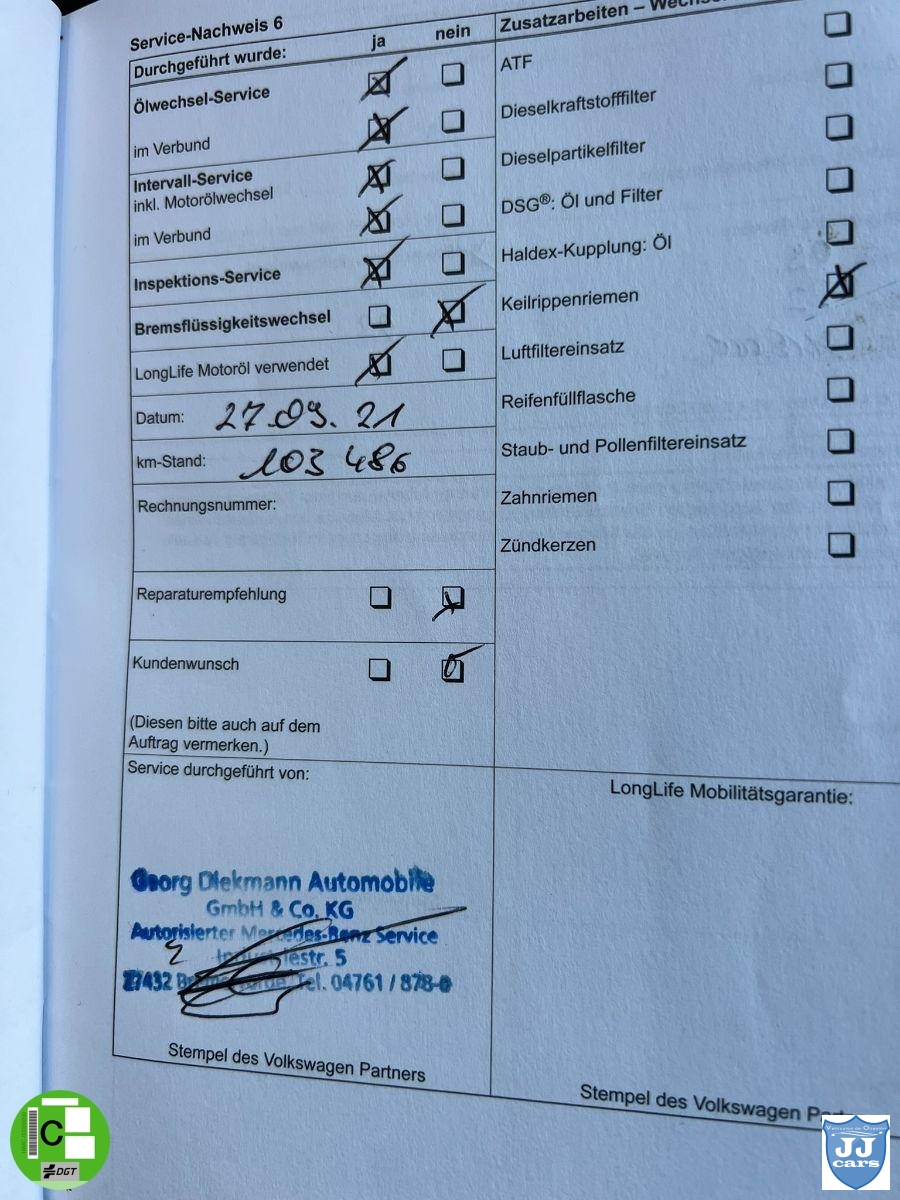 Service-Nachweis 6
Durchgeführt wurde: ja nein
Ölwechsel-Service
im Verbund
Intervall-Service
inkl. Motorölwechsel
im Verbund
Inspektions-Service
Bremsflüssigkeitswechsel
LongLife Motoröl verwendet
Datum: 27.09.21
km-Stand: 103 486
Rechnungsnummer:
Reparaturempfehlung
Kundenwunsch
(Diesen bitte auch auf dem
Auftrag vermerken.)
Service durchgeführt von:
Georg Diekmann Automobile
GmbH & Co. KG
Autorisierter Mercedes-Benz Service
Industriestr. 5
27432 Tel. 04761 / 878-0
Stempel des Volkswagen Partners
Zusatzarbeiten –
ATF
Dieselkraftstofffilter
Dieselpartikelfilter
DSG®: Öl und Filter
Haldex-Kupplung: Öl
Keilrippenriemen
Luftfiltereinsatz
Reifenfüllflasche
Staub- und Pollenfiltereinsatz
Zahnriemen
Zündkerzen
LongLife Mobilitätsgarantie:
Stempel des Volkswagen
C
DGT
JJ
cars